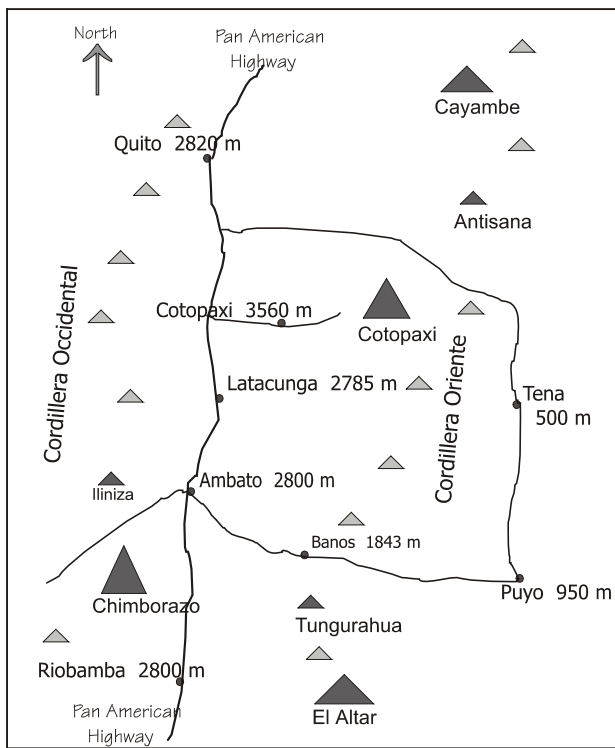 North
Pan American
Highway
Cayambe
Quito 2820 m
Antisana
Cordillera Occidental
Cotopaxi 3560 m
Cotopaxi
Cordillera Oriente
Latacunga 2785 m
Tena
500 m
Iliniza
Ambato 2800 m
Banos 1843 m
Chimborazo
Puyo 950 m
Tungurahua
Riobamba 2800 m
El Altar
Pan American
Highway